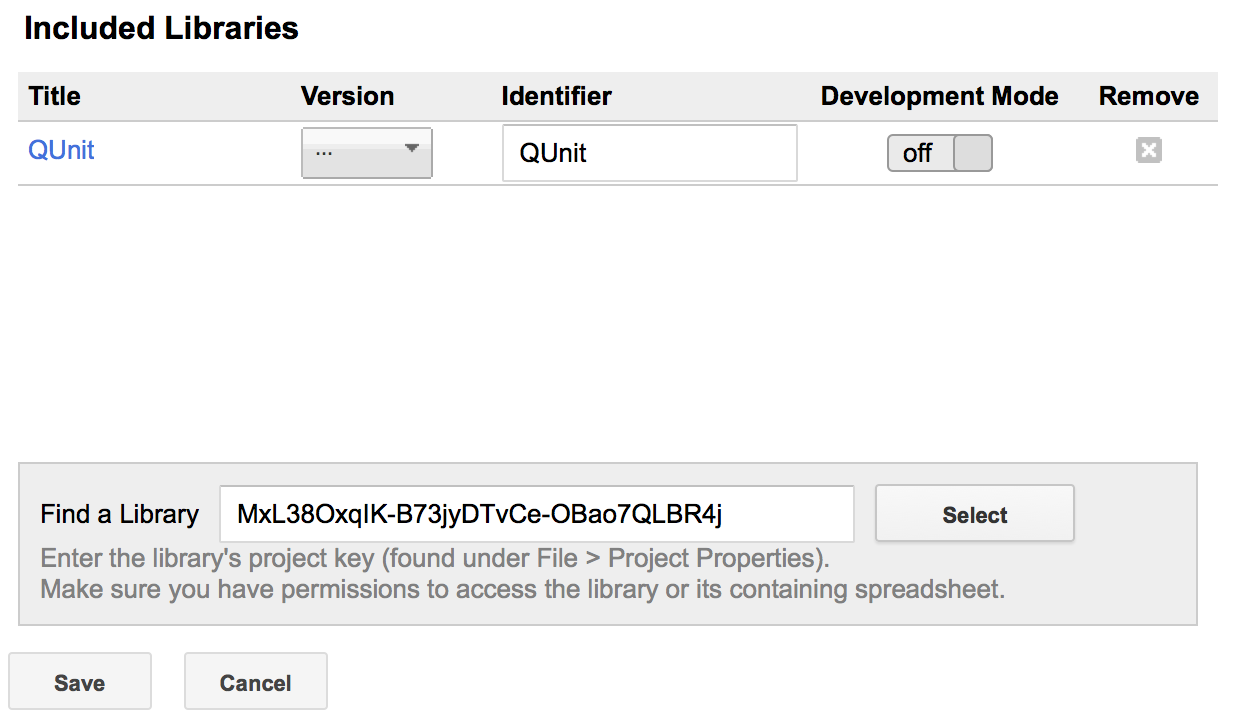 Included Libraries
Title Version Identifier Development Mode Remove
QUnit ... QUnit off
Find a Library MxL38OxqIK-B73jyDTvCe-OBao7QLBR4j Select
Enter the library's project key (found under File > Project Properties).
Make sure you have permissions to access the library or its containing spreadsheet.
Save Cancel